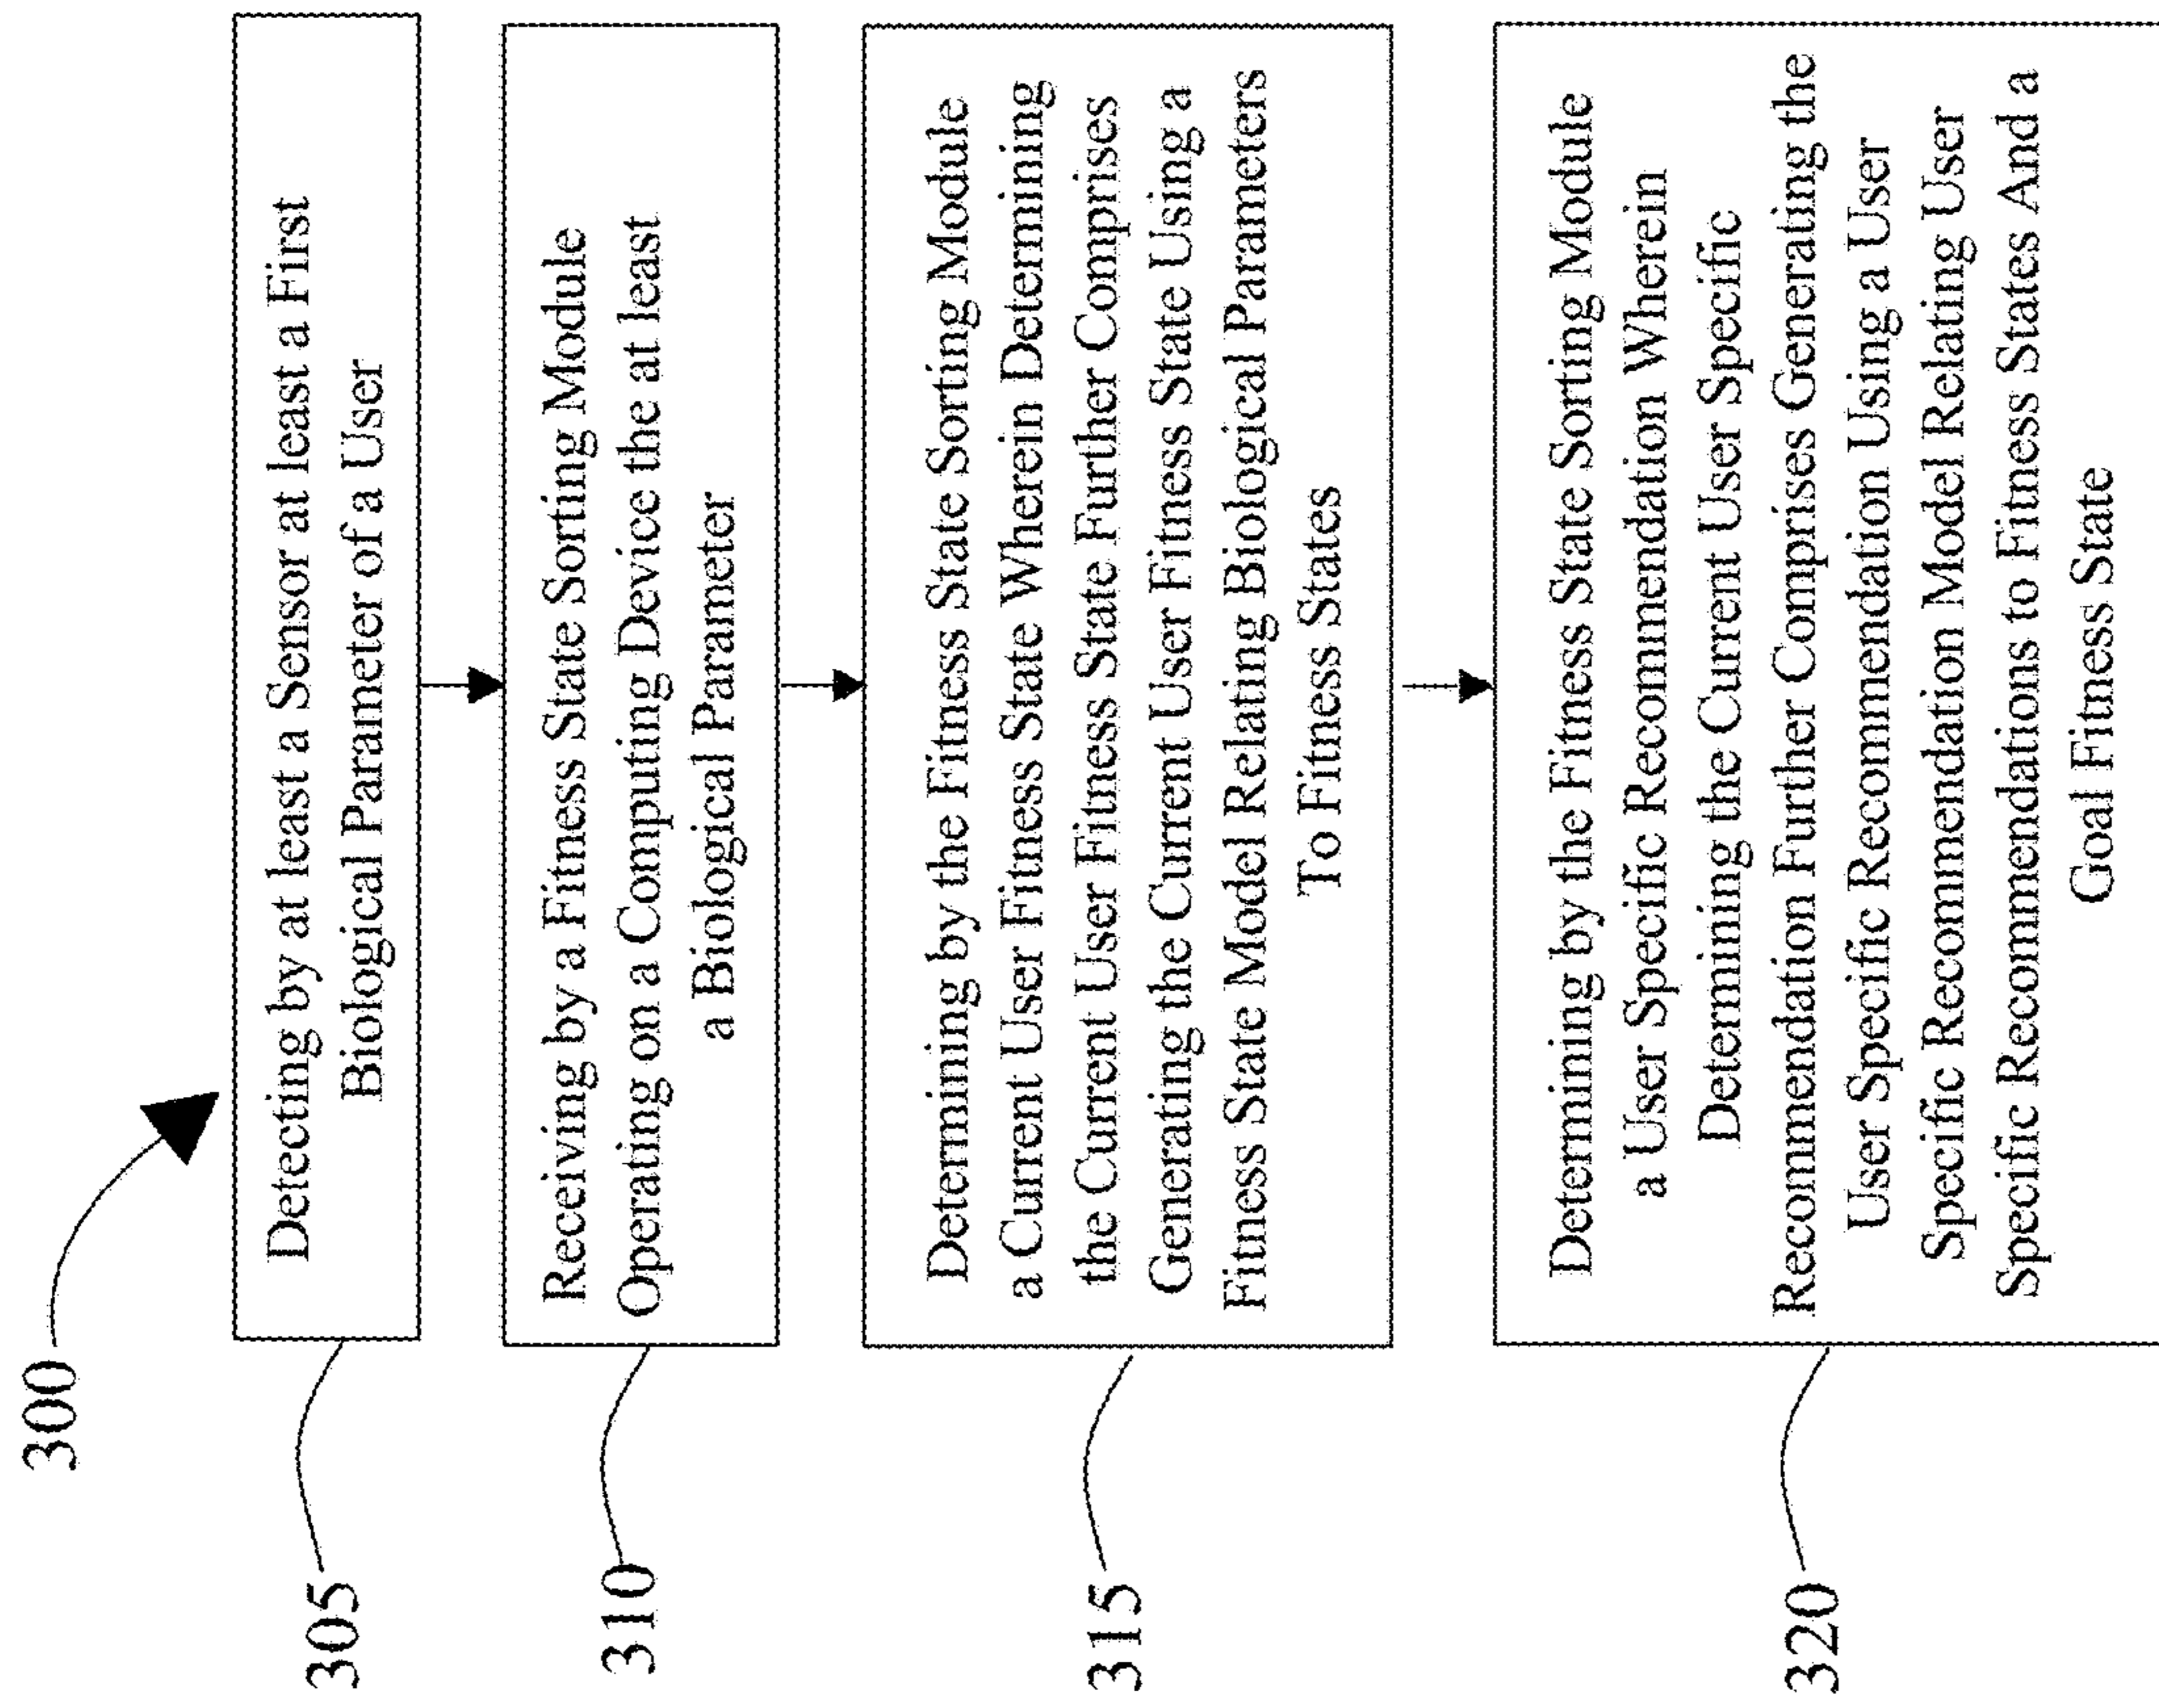 300
305
Detecting by at least a Sensor at least a First
Biological Parameter of a User
310
Receiving by a Fitness State Sorting Module
Operating on a Computing Device the at least
a Biological Parameter
315
Determining by the Fitness State Sorting Module
a Current User Fitness State Wherein Determining
the Current User Fitness State Further Comprises
Generating the Current User Fitness State Using a
Fitness State Model Relating Biological Parameters
To Fitness States
320
Determining by the Fitness State Sorting Module
a User Specific Recommendation Wherein
Determining the Current User Specific
Recommendation Further Comprises Generating the
User Specific Recommendation Using a User
Specific Recommendation Model Relating User
Specific Recommendations to Fitness States And a
Goal Fitness State